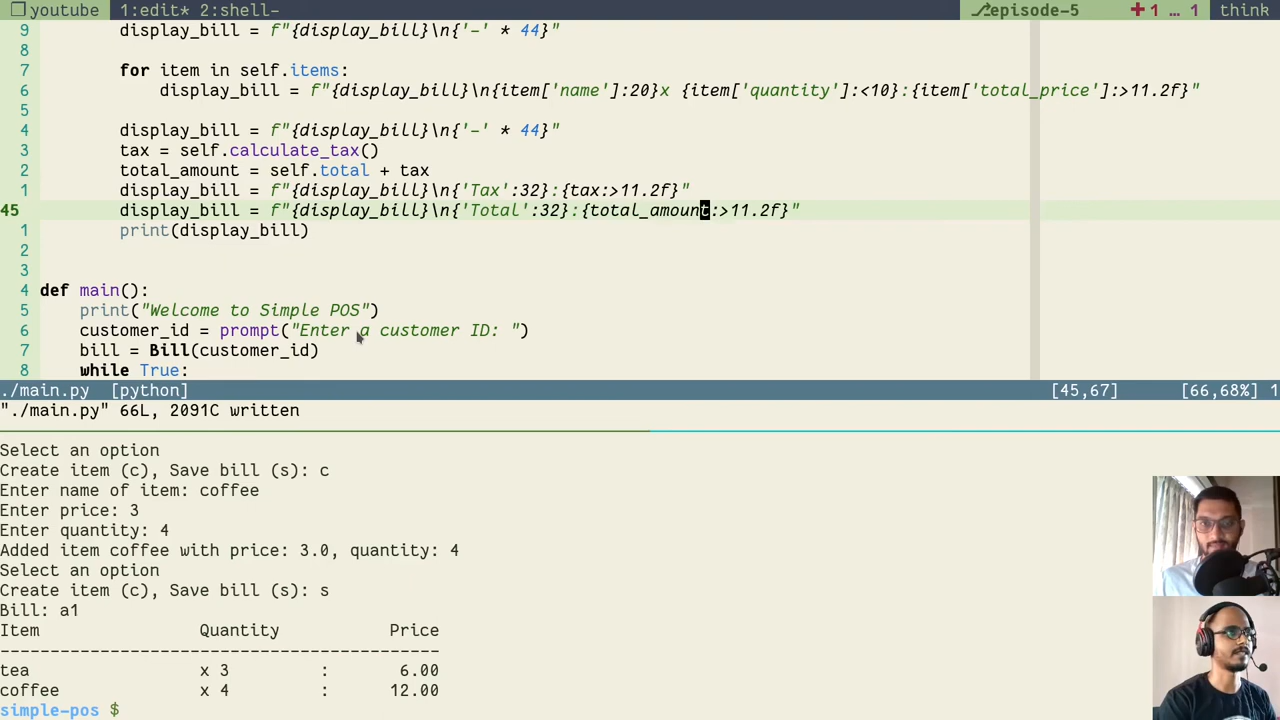 ❐ youtube 1:edit* 2:shell- ⎇episode-5 ✚ 1 … 1 think
9 display_bill = f"{display_bill}\n{'-' * 44}"
8
7 for item in self.items:
6 display_bill = f"{display_bill}\n{item['name']:20}x {item['quantity']:<10}:{item['total_price']:>11.2f}"
5
4 display_bill = f"{display_bill}\n{'-' * 44}"
3 tax = self.calculate_tax()
2 total_amount = self.total + tax
1 display_bill = f"{display_bill}\n{'Tax':32}:{tax:>11.2f}"
45 display_bill = f"{display_bill}\n{'Total':32}:{total_amount:>11.2f}"
1 print(display_bill)
2
3
4 def main():
5 print("Welcome to Simple POS")
6 customer_id = prompt("Enter a customer ID: ")
7 bill = Bill(customer_id)
8 while True:
./main.py [python] [45,67] [66,68%] 1
"./main.py" 66L, 2091C written
Select an option
Create item (c), Save bill (s): c
Enter name of item: coffee
Enter price: 3
Enter quantity: 4
Added item coffee with price: 3.0, quantity: 4
Select an option
Create item (c), Save bill (s): s
Bill: a1
Item Quantity Price
--------------------------------------------
tea x 3 : 6.00
coffee x 4 : 12.00
simple-pos $